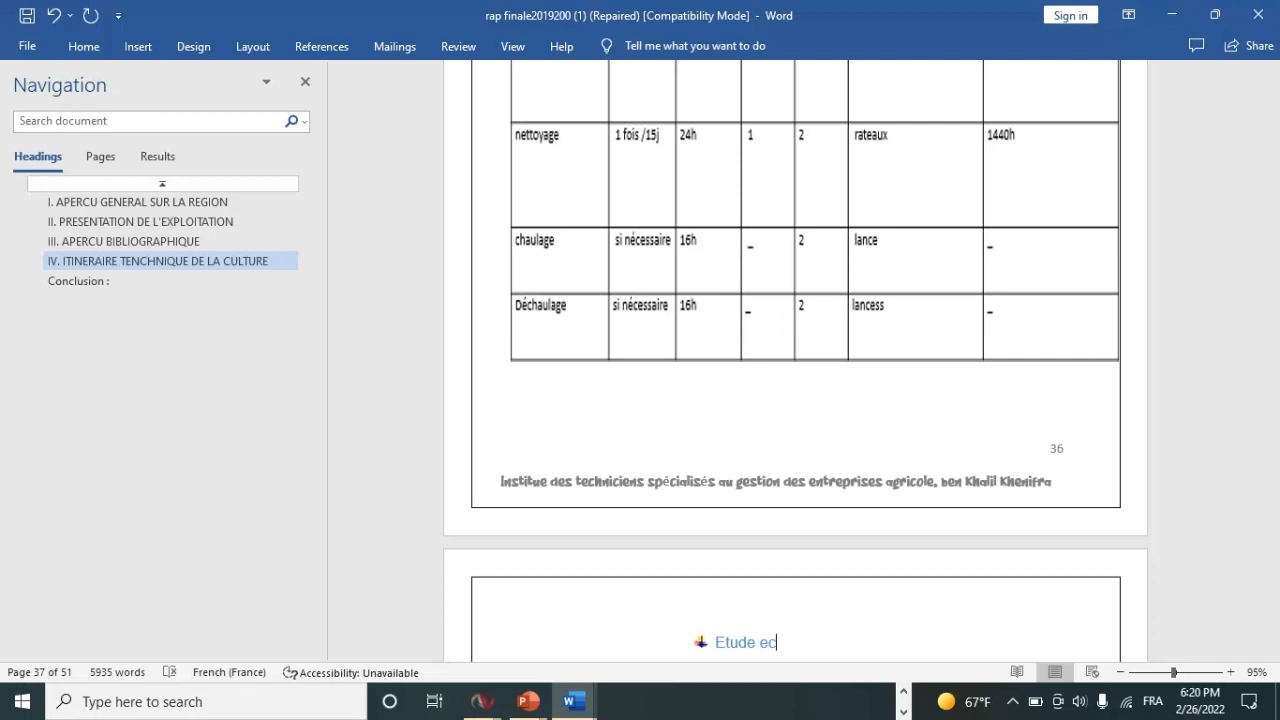 rap finale2019200 (1) (Repaired) [Compatibility Mode] - Word
Sign in
File Home Insert Design Layout References Mailings Review View Help Tell me what you want to do
Share
Navigation
Search document
Headings Pages Results
I. APERCU GENERAL SUR LA REGION
II. PRESENTATION DE L'EXPLOITATION
III. APERCU BIBLIOGRAPHIQUE
IV. ITINERAIRE TENCHNIQUE DE LA CULTURE
Conclusion :
nettoyage 1 fois /15j 24h 1 2 rateaux 1440h
chaulage si nécessaire 16h _ 2 lance _
Déchaulage si nécessaire 16h _ 2 lancess _
36
Institue des techniciens spécialisés au gestion des entreprises agricole, ben Khalil Khenifra
Etude ec
Page 37 of 51 5935 words French (France) Accessibility: Unavailable 95%
Type here to search
67°F FRA
6:20 PM
2/26/2022